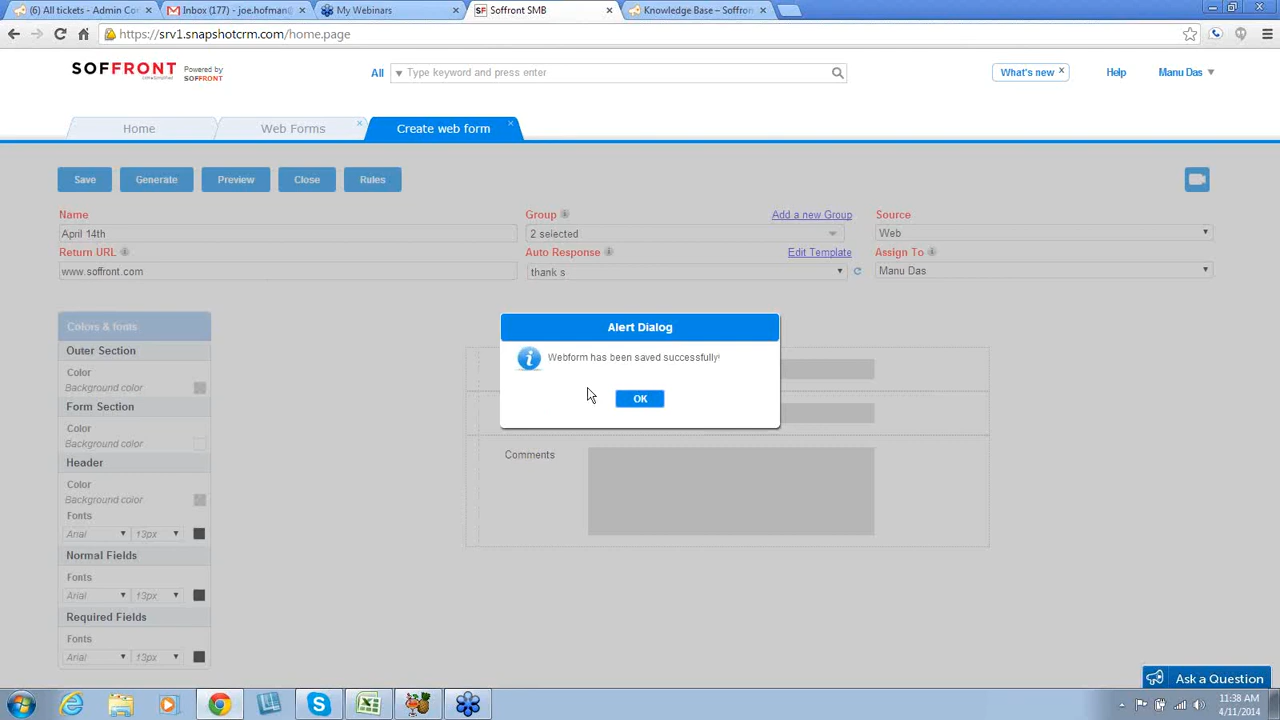 (6) All tickets - Admin Co
Inbox (177) - joe.hofman@
My Webinars
SF Soffront SMB
Knowledge Base – Soffron
https://srv1.snapshotcrm.com/home.page
SOFFRONT Powered by SOFFRONT
All
Type keyword and press enter
What's new x
Help
Manu Das
Home
Web Forms
Create web form
Save
Generate
Preview
Close
Rules
Name
Group
Add a new Group
Source
April 14th
2 selected
Web
Return URL
Auto Response
Edit Template
Assign To
www.soffront.com
thank s
Manu Das
Colors & fonts
Outer Section
Color
Background color
Form Section
Color
Background color
Header
Color
Background color
Fonts
Arial 13px
Normal Fields
Fonts
Arial 13px
Required Fields
Fonts
Arial 13px
Alert Dialog
Webform has been saved successfully!
OK
Comments
Ask a Question
11:38 AM
4/11/2014